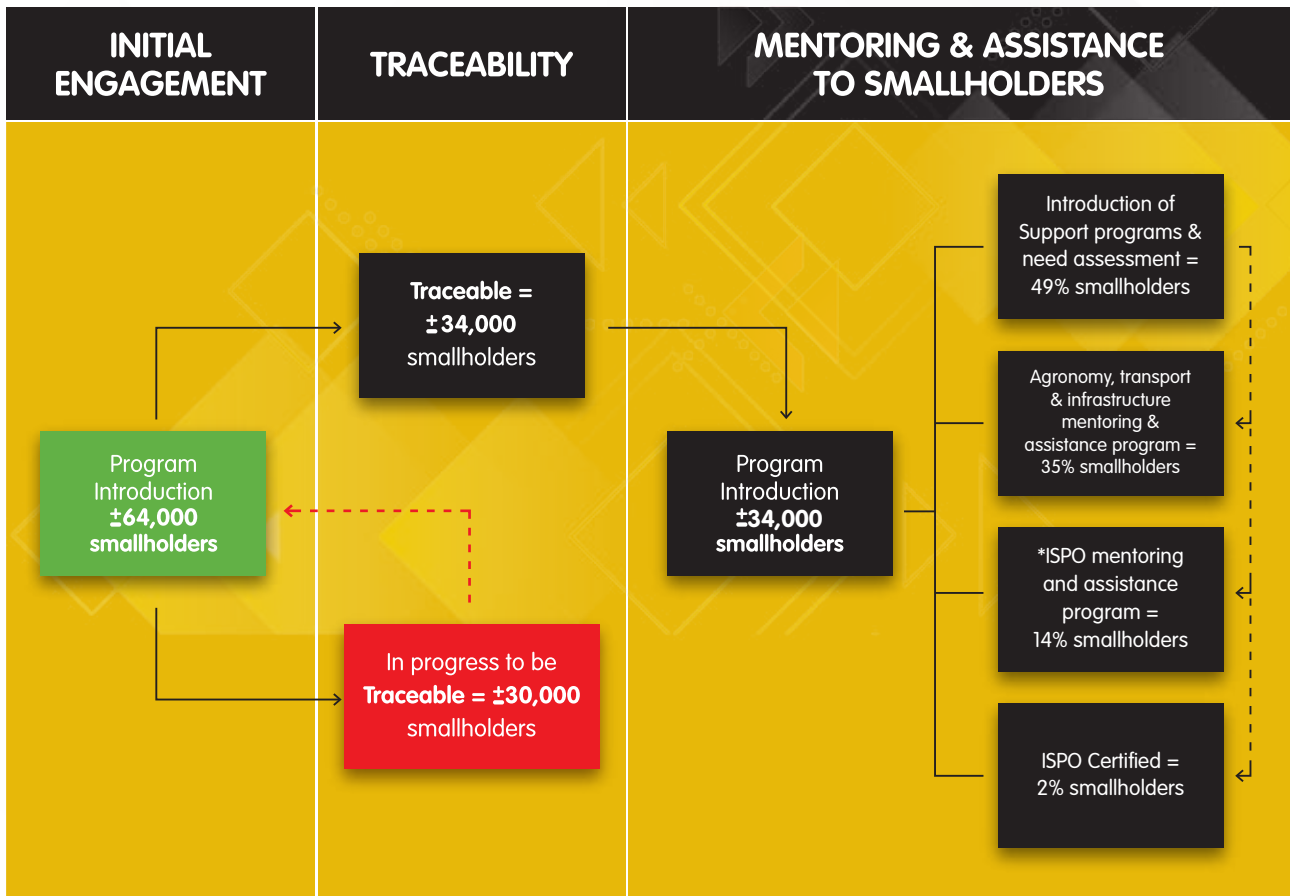 INITIAL
ENGAGEMENT
TRACEABILITY
MENTORING & ASSISTANCE
TO SMALLHOLDERS
Program
Introduction
±64,000
smallholders
Traceable =
±34,000
smallholders
In progress to be
Traceable = ±30,000
smallholders
Program
Introduction
±34,000
smallholders
Introduction of
Support programs &
need assessment =
49% smallholders
Agronomy, transport
& infrastructure
mentoring &
assistance program =
35% smallholders
*ISPO mentoring
and assistance
program =
14% smallholders
ISPO Certified =
2% smallholders